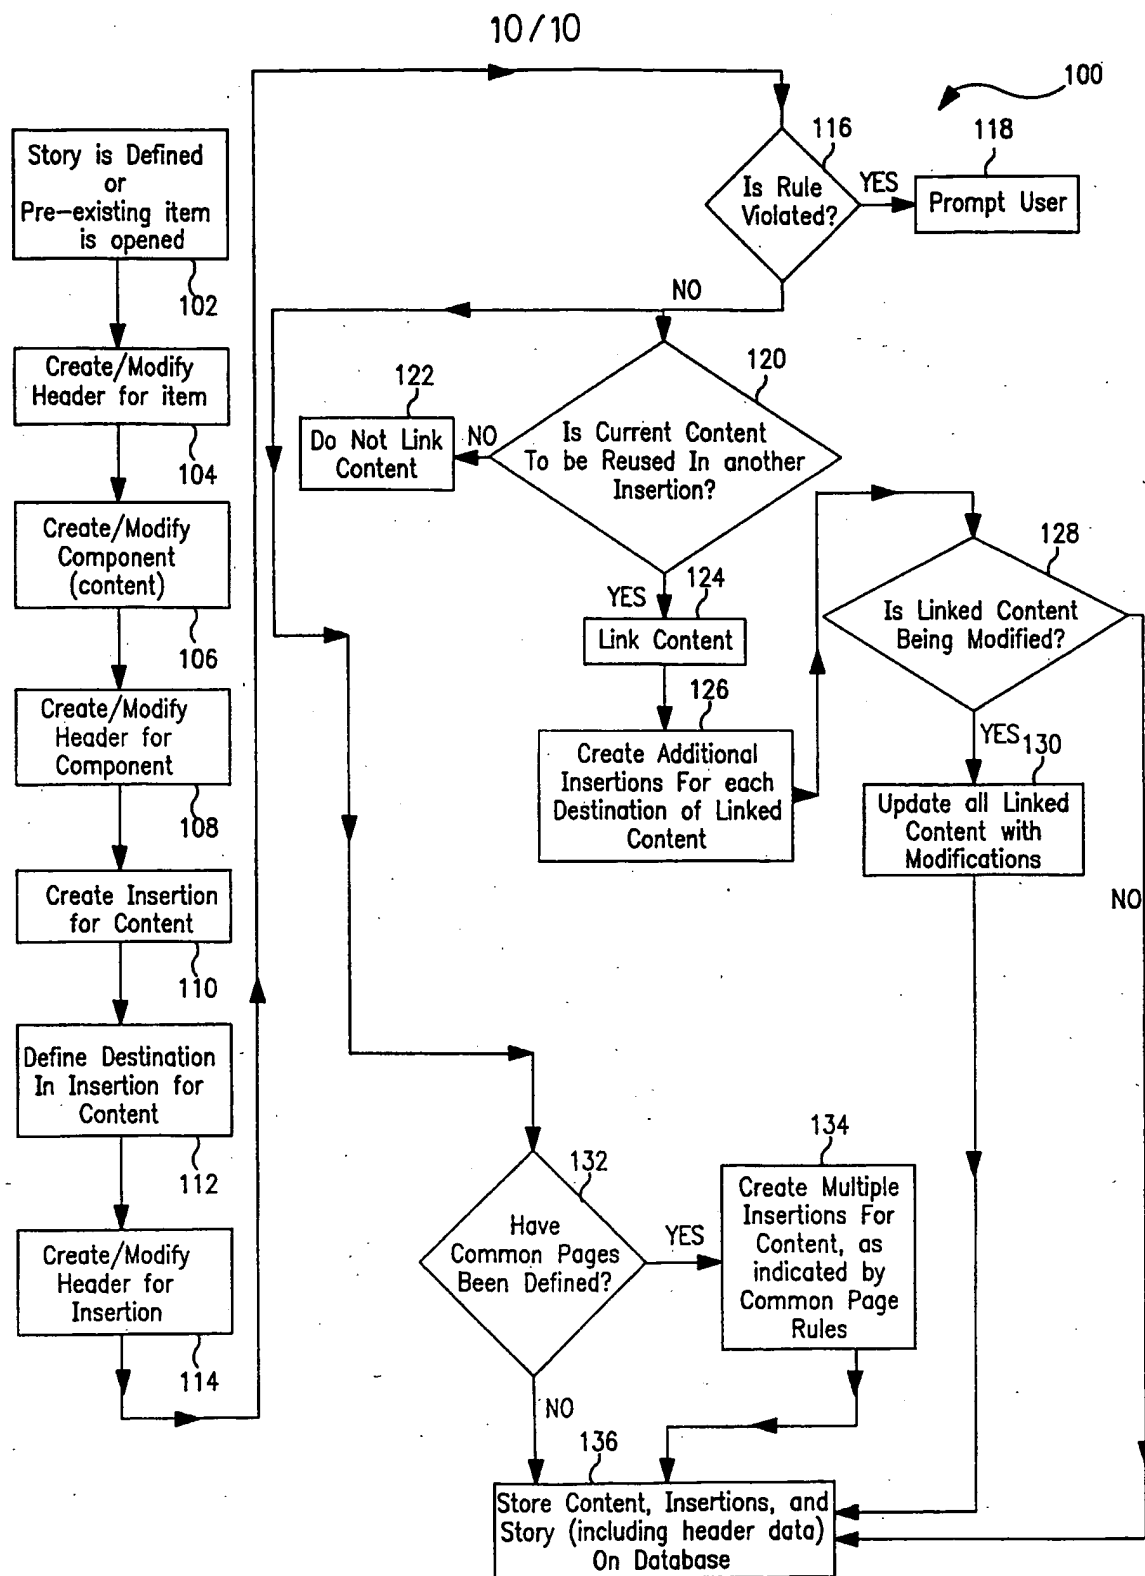 10/10
100
Story is Defined
or
Pre-existing item
is opened
102
Create/Modify
Header for item
104
Create/Modify
Component
(content)
106
Create/Modify
Header for
Component
108
Create Insertion
for Content
110
Define Destination
In Insertion for
Content
112
Create/Modify
Header for
Insertion
114
116
Is Rule
Violated?
YES
118
Prompt User
NO
120
Is Current Content
To be Reused In another
Insertion?
NO
122
Do Not Link
Content
YES
124
Link Content
126
Create Additional
Insertions For each
Destination of Linked
Content
128
Is Linked Content
Being Modified?
YES
130
Update all Linked
Content with
Modifications
NO
132
Have
Common Pages
Been Defined?
YES
134
Create Multiple
Insertions For
Content, as
indicated by
Common Page
Rules
NO
136
Store Content, Insertions, and
Story (including header data)
On Database